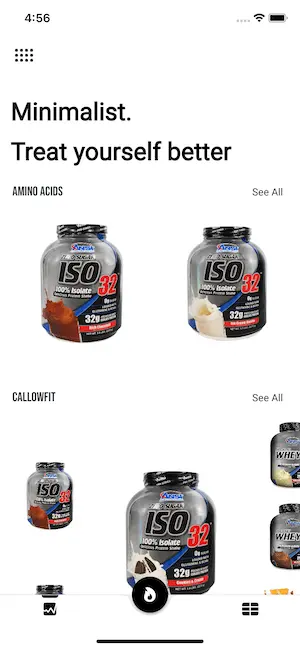 4:56
Minimalist.
Treat yourself better
AMINO ACIDS
See All
ISO 32
100% Isolate
32g
ISO 32
100% Isolate
32g
CALLOWFIT
See All
ISO 32
32g
ISO 32
100% Isolate
32g
WHEY
WHEY